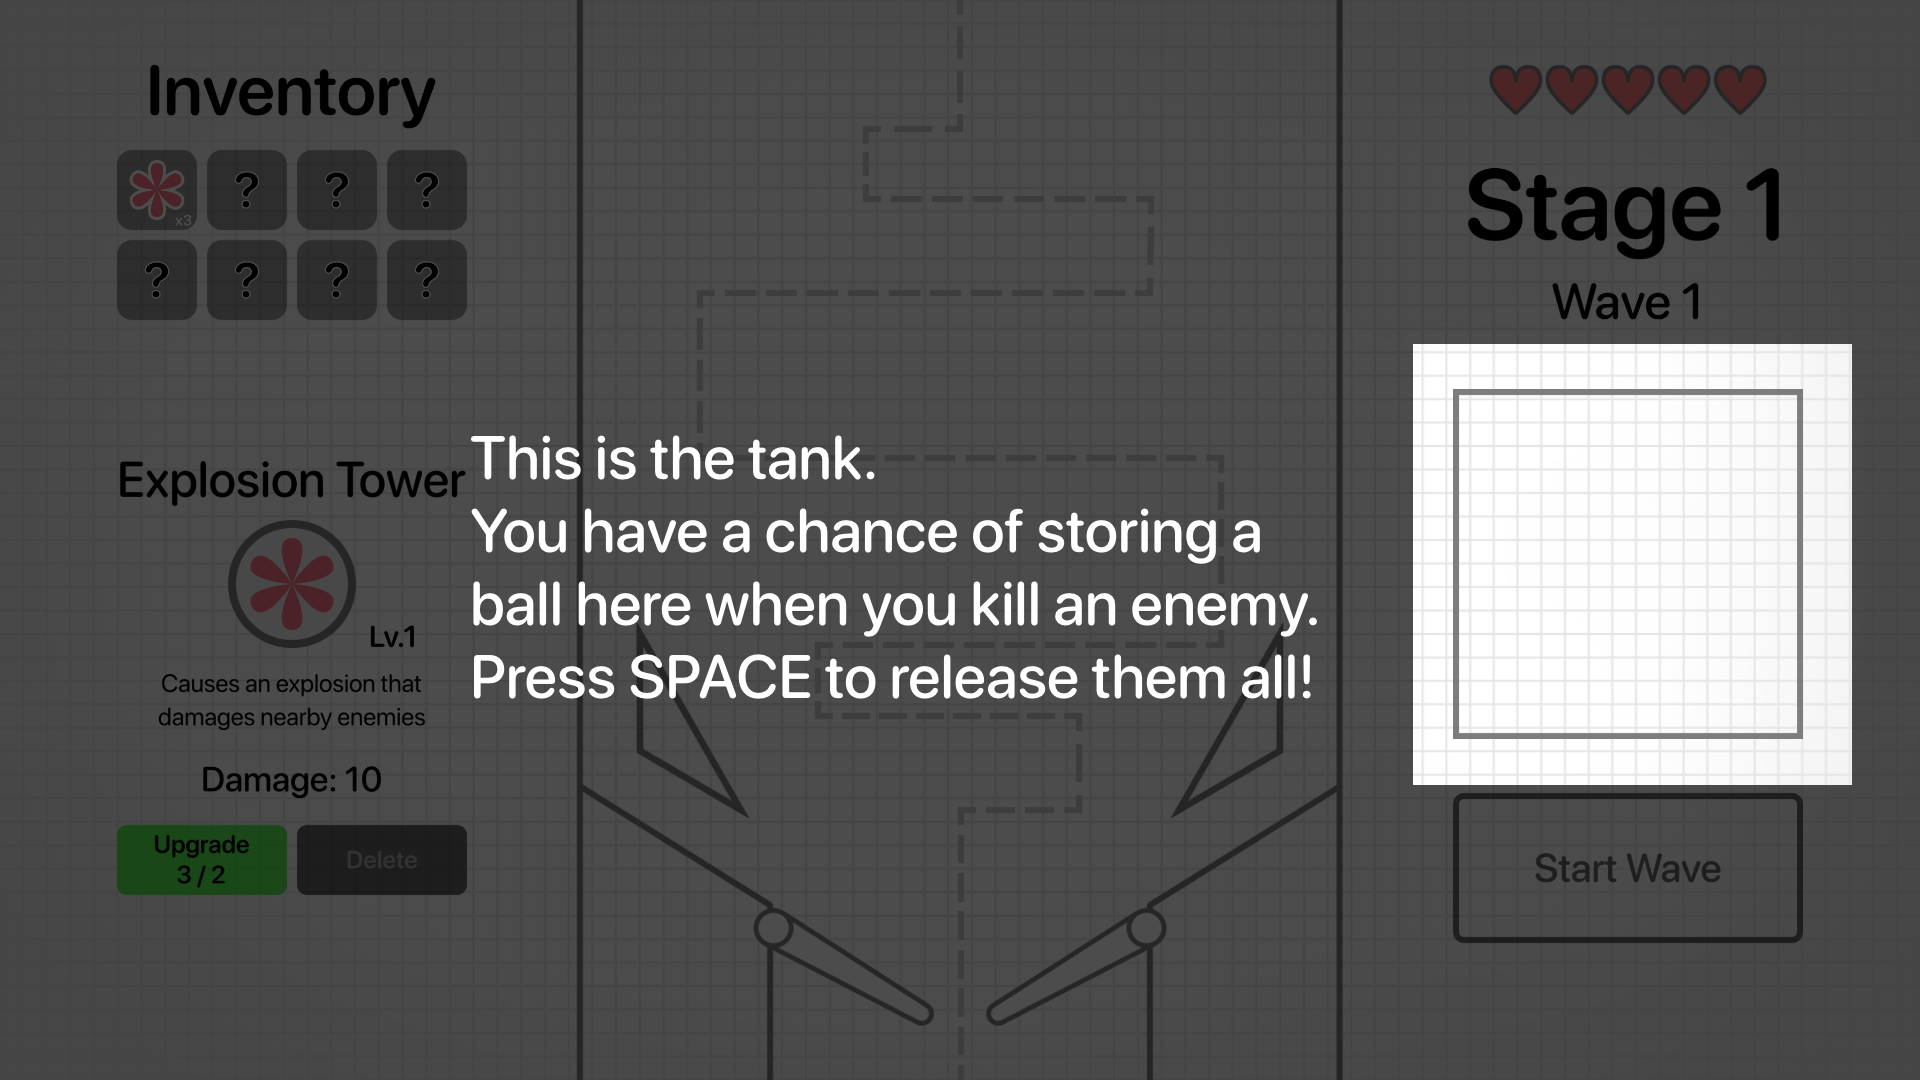 Inventory
x3
?
?
?
?
?
?
?
Explosion Tower
Lv.1
Causes an explosion that
damages nearby enemies
Damage: 10
Upgrade
3 / 2
Delete
This is the tank.
You have a chance of storing a
ball here when you kill an enemy.
Press SPACE to release them all!
Stage 1
Wave 1
Start Wave